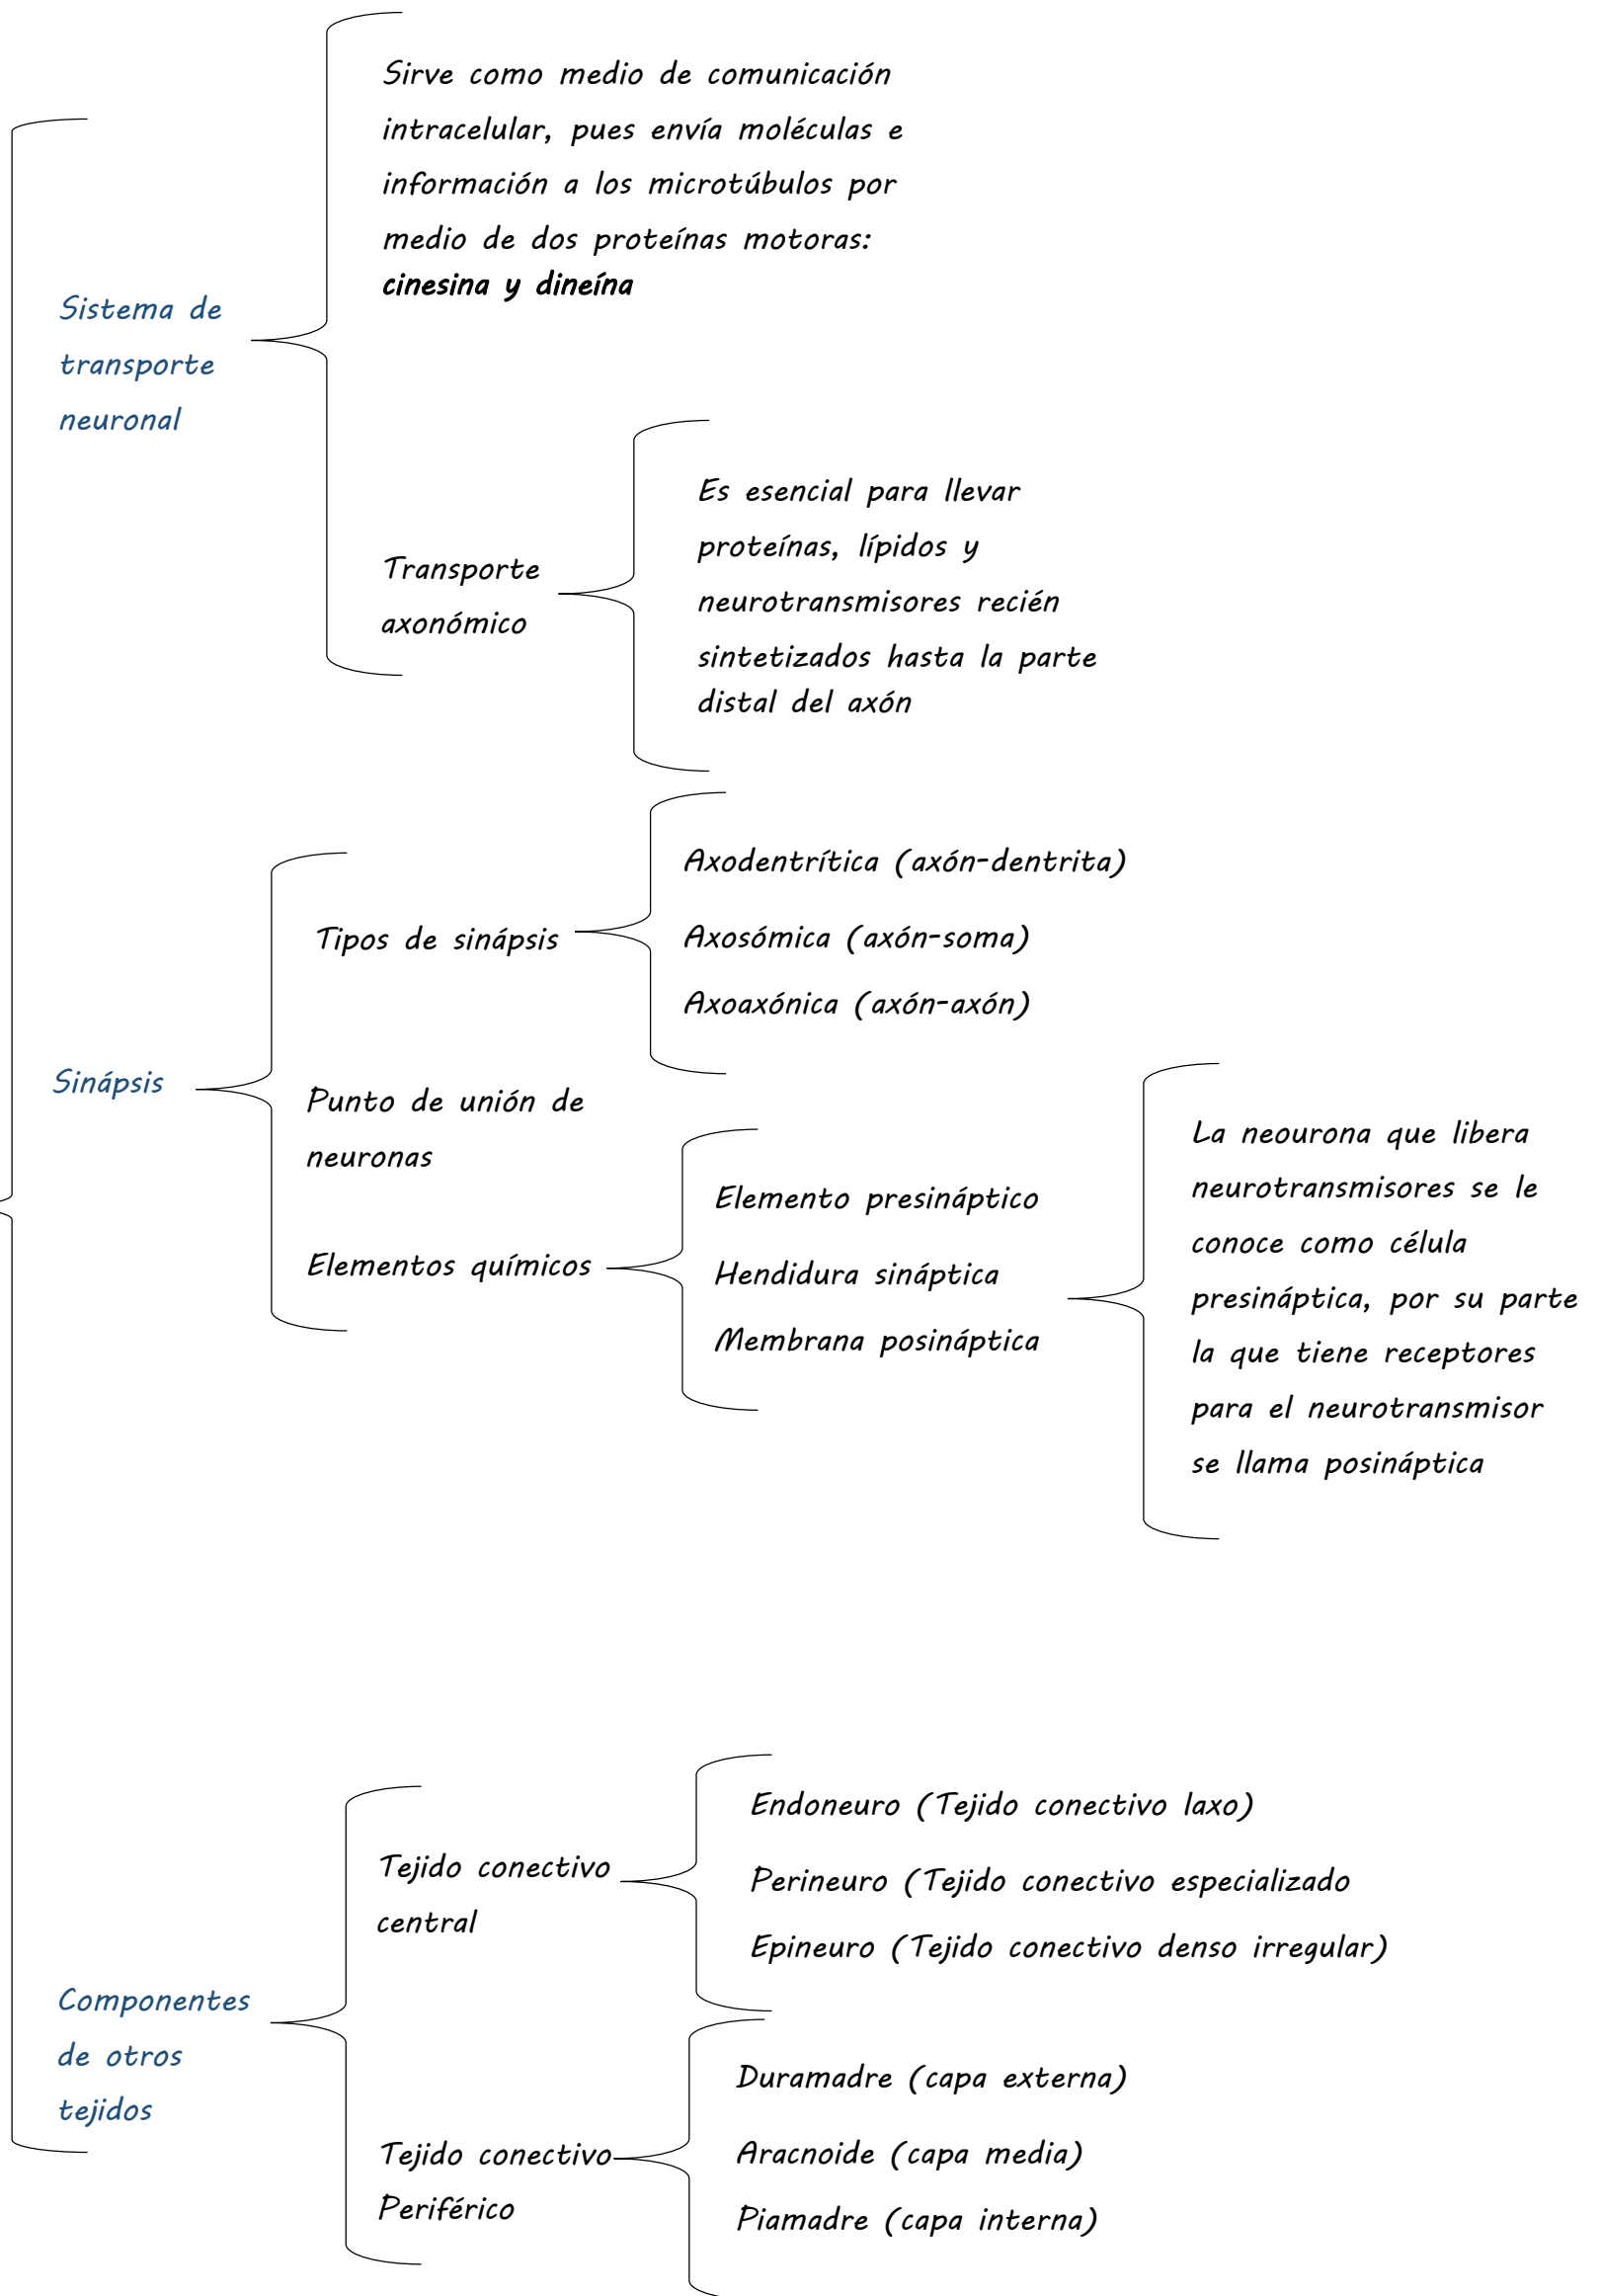 Sirve como medio de comunicación
intracelular, pues envía moléculas e
información a los microtúbulos por
medio de dos proteínas motoras:
cinesina y dineína
Sistema de
transporte
neuronal
Transporte
axonómico
Es esencial para llevar
proteínas, lípidos y
neurotransmisores recién
sintetizados hasta la parte
distal del axón
Sinápsis
Tipos de sinápsis
Axodentrítica (axón-dentrita)
Axosómica (axón-soma)
Axoaxónica (axón-axón)
Punto de unión de
neuronas
Elementos químicos
Elemento presináptico
Hendidura sináptica
Membrana posináptica
La neourona que libera
neurotransmisores se le
conoce como célula
presináptica, por su parte
la que tiene receptores
para el neurotransmisor
se llama posináptica
Componentes
de otros
tejidos
Tejido conectivo
central
Endoneuro (Tejido conectivo laxo)
Perineuro (Tejido conectivo especializado
Epineuro (Tejido conectivo denso irregular)
Tejido conectivo
Periférico
Duramadre (capa externa)
Aracnoide (capa media)
Piamadre (capa interna)